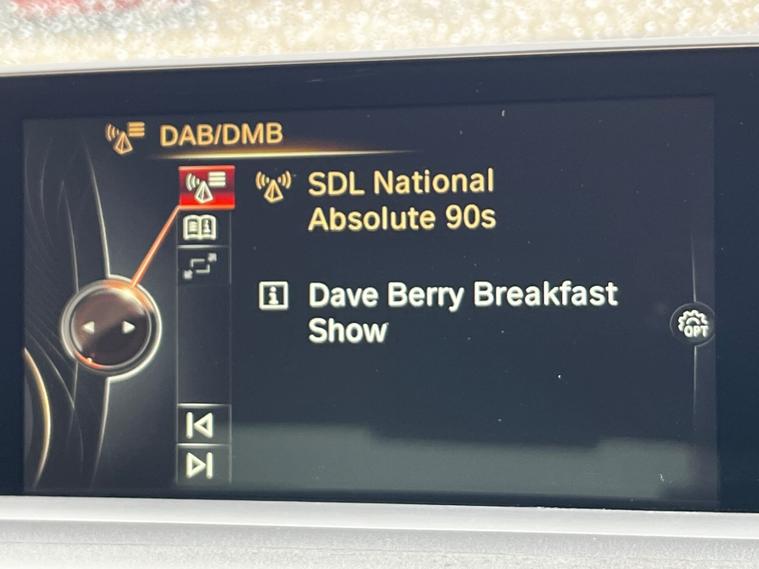 DAB/DMB
SDL National
Absolute 90s
Dave Berry Breakfast
Show
OPT